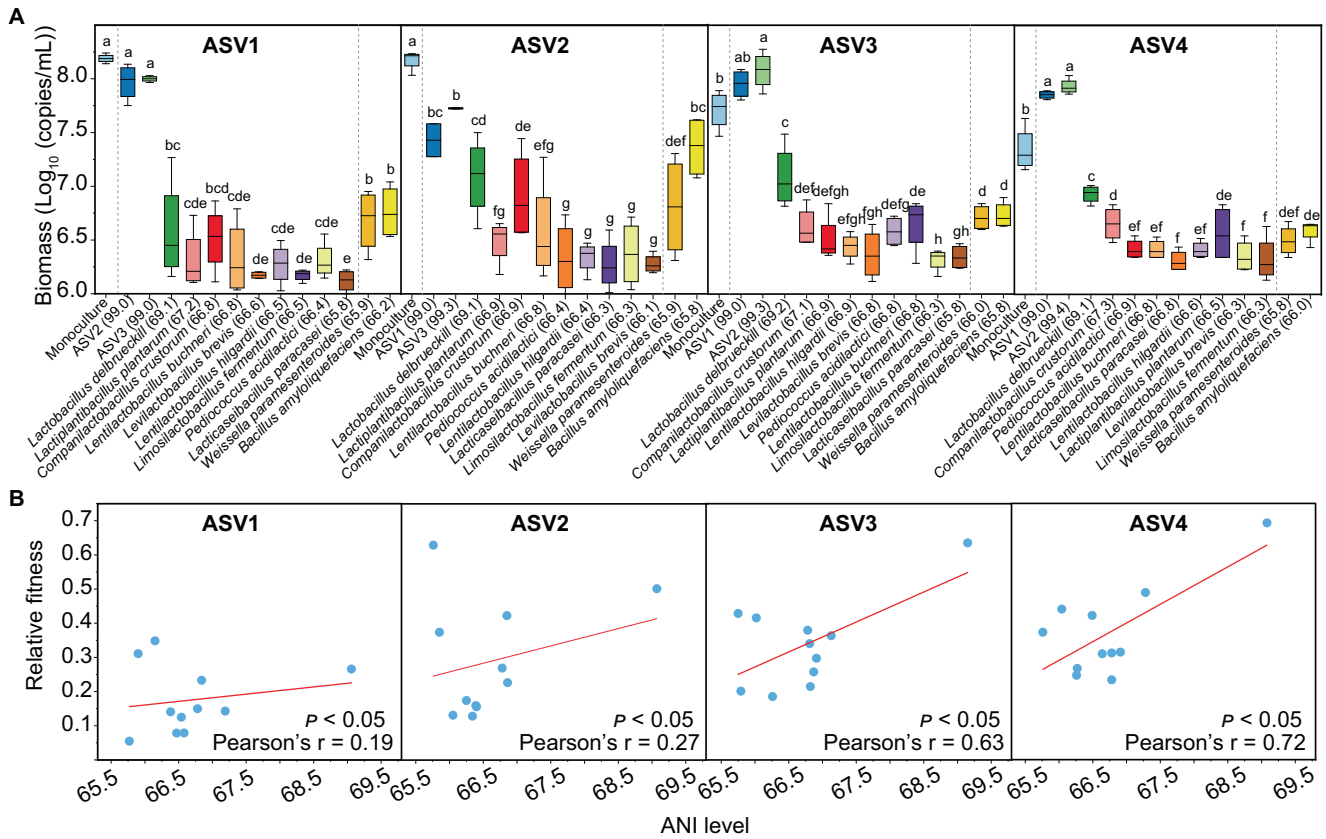 A
ASV1
ASV2
ASV3
ASV4
Biomass (Log10 (copies/mL))
8.0
7.5
7.0
6.5
6.0
a a a bc cde bcd cde de cde de cde e b b
a bc b cd fg de efg g g g g g def bc
b ab a c def defgh efgh fgh defg de h gh d d
b a a c d ef ef f ef de f f def ef
Monoculture
ASV2 (99.0)
ASV3 (99.0)
Lactobacillus delbrueckii (69.1)
Lactiplantibacillus plantarum (67.2)
Companilactobacillus crustorum (66.8)
Lentilactobacillus buchneri (66.8)
Levilactobacillus brevis (66.6)
Lentilactobacillus hilgardii (66.5)
Limosilactobacillus fermentum (66.5)
Pediococcus acidilactici (66.4)
Lacticaseibacillus paracasei (65.8)
Weissella paramesenteroides (65.9)
Bacillus amyloliquefaciens (66.2)
Monoculture
ASV1 (99.0)
ASV3 (99.3)
Lactobacillus delbrueckii (69.1)
Lactiplantibacillus plantarum (66.9)
Companilactobacillus crustorum (66.9)
Lentilactobacillus buchneri (66.8)
Pediococcus acidilactici (66.4)
Lentilactobacillus hilgardii (66.4)
Lacticaseibacillus paracasei (66.3)
Limosilactobacillus fermentum (66.3)
Levilactobacillus brevis (66.1)
Weissella paramesenteroides (65.9)
Bacillus amyloliquefaciens (65.8)
Monoculture
ASV1 (99.0)
ASV2 (99.3)
Lactobacillus delbrueckii (69.2)
Companilactobacillus crustorum (67.1)
Lactiplantibacillus plantarum (66.9)
Lentilactobacillus hilgardii (66.9)
Levilactobacillus brevis (66.8)
Pediococcus acidilactici (66.8)
Lentilactobacillus buchneri (66.8)
Limosilactobacillus fermentum (66.3)
Lacticaseibacillus paracasei (65.8)
Weissella paramesenteroides (66.0)
Bacillus amyloliquefaciens (65.8)
Monoculture
ASV1 (99.0)
ASV2 (99.4)
Lactobacillus delbrueckii (69.1)
Companilactobacillus crustorum (67.3)
Pediococcus acidilactici (66.9)
Lentilactobacillus buchneri (66.8)
Lacticaseibacillus paracasei (66.8)
Lentilactobacillus hilgardii (66.6)
Lactiplantibacillus plantarum (66.5)
Levilactobacillus brevis (66.3)
Limosilactobacillus fermentum (66.3)
Weissella paramesenteroides (65.8)
Bacillus amyloliquefaciens (66.0)
B
ASV1
ASV2
ASV3
ASV4
Relative fitness
0.7
0.6
0.5
0.4
0.3
0.2
0.1
P < 0.05
Pearson's r = 0.19
P < 0.05
Pearson's r = 0.27
P < 0.05
Pearson's r = 0.63
P < 0.05
Pearson's r = 0.72
65.5 66.5 67.5 68.5 69.5
65.5 66.5 67.5 68.5 69.5
65.5 66.5 67.5 68.5 69.5
65.5 66.5 67.5 68.5 69.5
ANI level